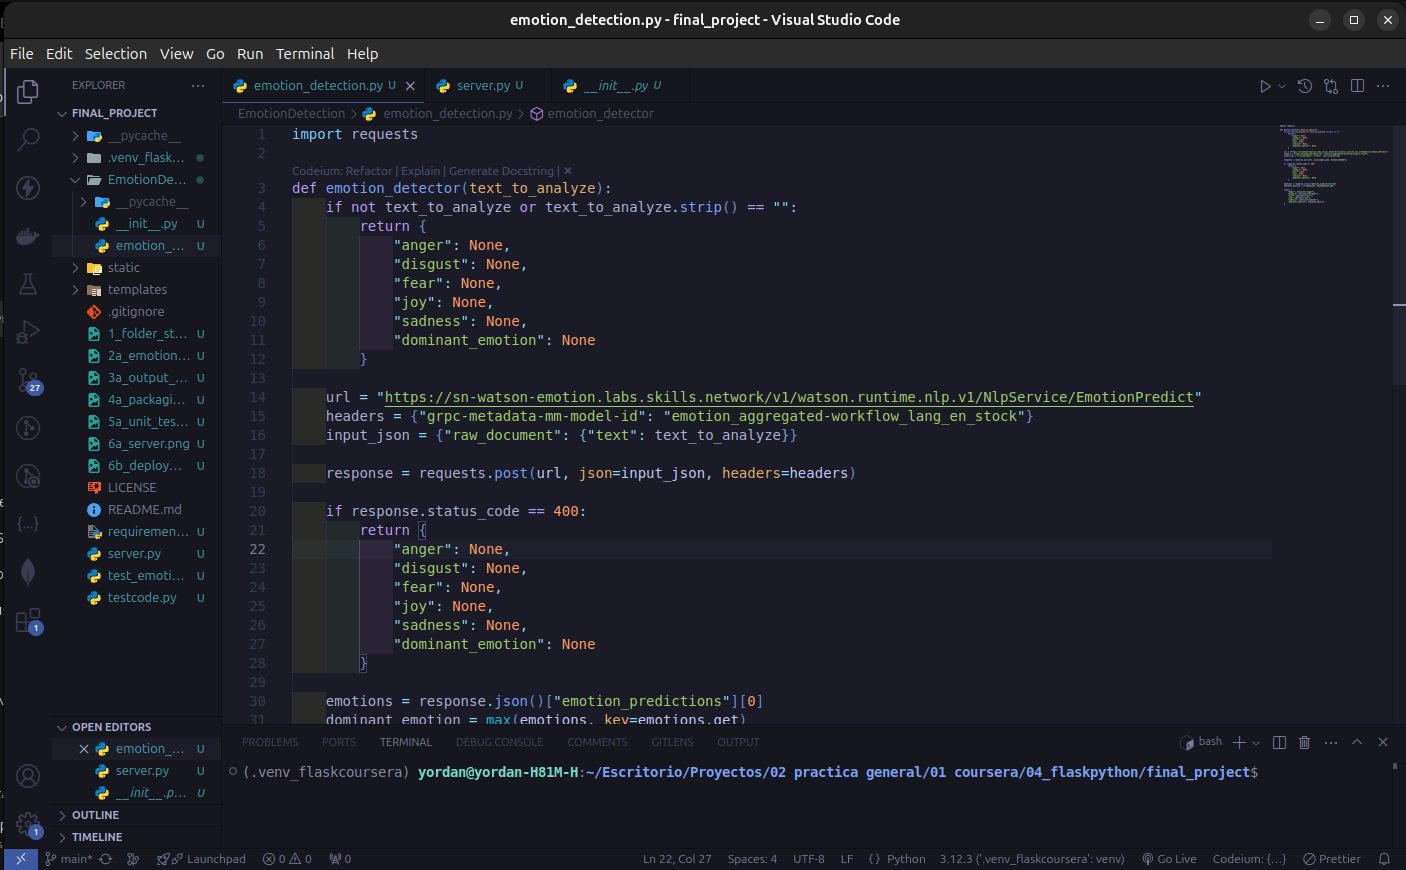 emotion_detection.py - final_project - Visual Studio Code
File Edit Selection View Go Run Terminal Help
EXPLORER
emotion_detection.py U
server.py U
__init__.py U
FINAL_PROJECT
__pycache__
.venv_flask...
EmotionDe...
__pycache__
__init__.py U
emotion_... U
static
templates
.gitignore
1_folder_st... U
2a_emotion... U
3a_output_... U
4a_packagi... U
5a_unit_tes... U
6a_server.png U
6b_deploy... U
LICENSE
README.md
requiremen... U
server.py U
test_emoti... U
testcode.py U
27
1
OPEN EDITORS
emotion_... U
server.py U
__init__.p... U
OUTLINE
TIMELINE
1
EmotionDetection > emotion_detection.py > emotion_detector
1 import requests
2
Codeium: Refactor | Explain | Generate Docstring | ✕
3 def emotion_detector(text_to_analyze):
4 if not text_to_analyze or text_to_analyze.strip() == "":
5 return {
6 "anger": None,
7 "disgust": None,
8 "fear": None,
9 "joy": None,
10 "sadness": None,
11 "dominant_emotion": None
12 }
13
14 url = "https://sn-watson-emotion.labs.skills.network/v1/watson.runtime.nlp.v1/NlpService/EmotionPredict"
15 headers = {"grpc-metadata-mm-model-id": "emotion_aggregated-workflow_lang_en_stock"}
16 input_json = {"raw_document": {"text": text_to_analyze}}
17
18 response = requests.post(url, json=input_json, headers=headers)
19
20 if response.status_code == 400:
21 return {
22 "anger": None,
23 "disgust": None,
24 "fear": None,
25 "joy": None,
26 "sadness": None,
27 "dominant_emotion": None
28 }
29
30 emotions = response.json()["emotion_predictions"][0]
31 dominant_emotion = max(emotions, key=emotions.get)
PROBLEMS PORTS TERMINAL DEBUG CONSOLE COMMENTS GITLENS OUTPUT
bash
(.venv_flaskcoursera) yordan@yordan-H81M-H:~/Escritorio/Proyectos/02 practica general/01 coursera/04_flaskpython/final_project$
main* Launchpad 0 0 0 Ln 22, Col 27 Spaces: 4 UTF-8 LF {} Python 3.12.3 ('.venv_flaskcoursera': venv) Go Live Codeium: {...} Prettier